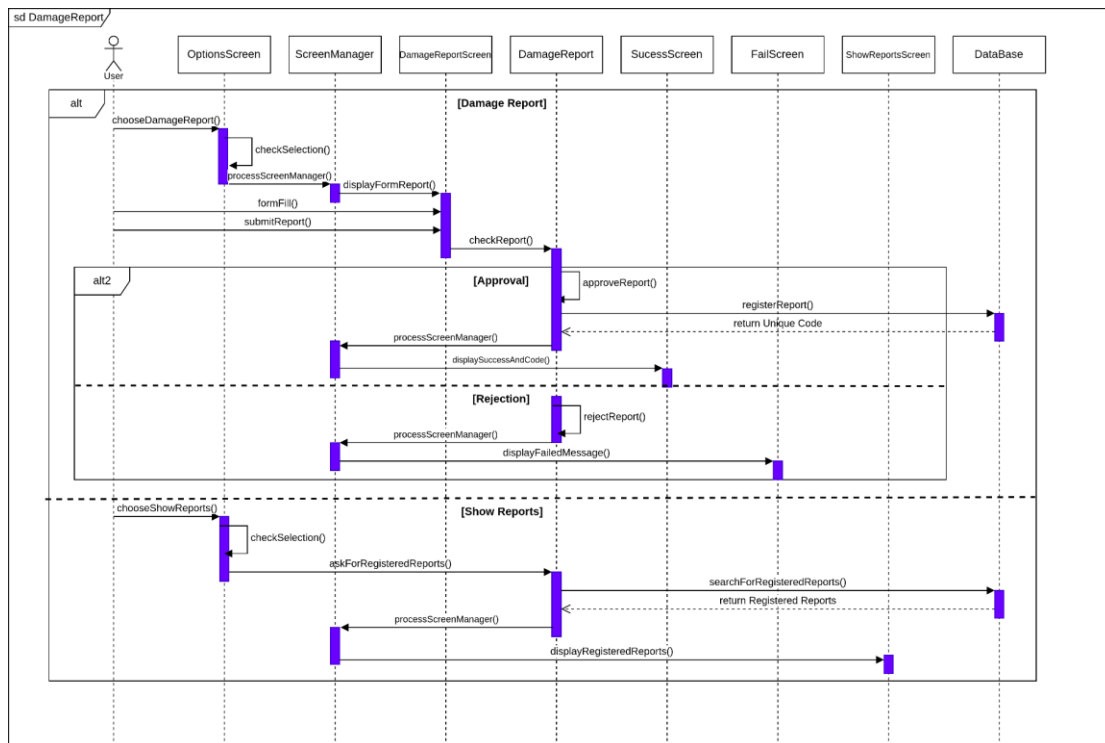 sd DamageReport
User
OptionsScreen
ScreenManager
DamageReportScreen
DamageReport
SucessScreen
FailScreen
ShowReportsScreen
DataBase
alt
[Damage Report]
chooseDamageReport()
checkSelection()
processScreenManager()
displayFormReport()
formFill()
submitReport()
checkReport()
alt2
[Approval]
approveReport()
registerReport()
return Unique Code
processScreenManager()
displaySuccessAndCode()
[Rejection]
rejectReport()
processScreenManager()
displayFailedMessage()
[Show Reports]
chooseShowReports()
checkSelection()
askForRegisteredReports()
searchForRegisteredReports()
return Registered Reports
processScreenManager()
displayRegisteredReports()